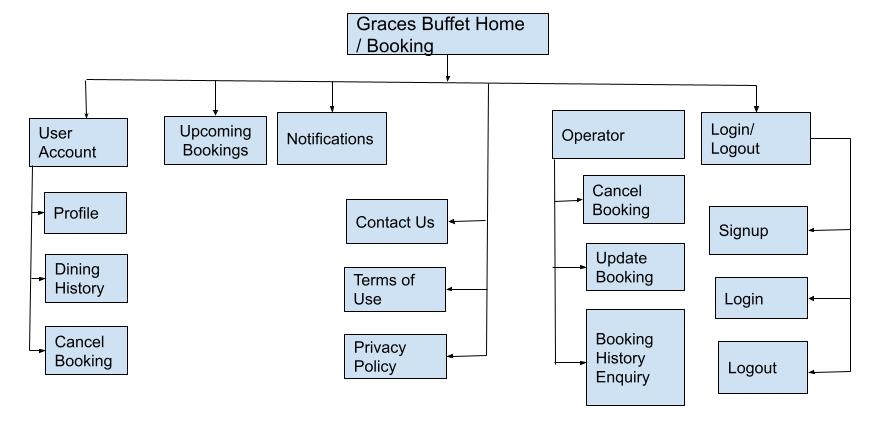 Graces Buffet Home
/ Booking
User
Account
Upcoming
Bookings
Notifications
Operator
Login/
Logout
Profile
Dining
History
Cancel
Booking
Contact Us
Terms of
Use
Privacy
Policy
Cancel
Booking
Update
Booking
Booking
History
Enquiry
Signup
Login
Logout